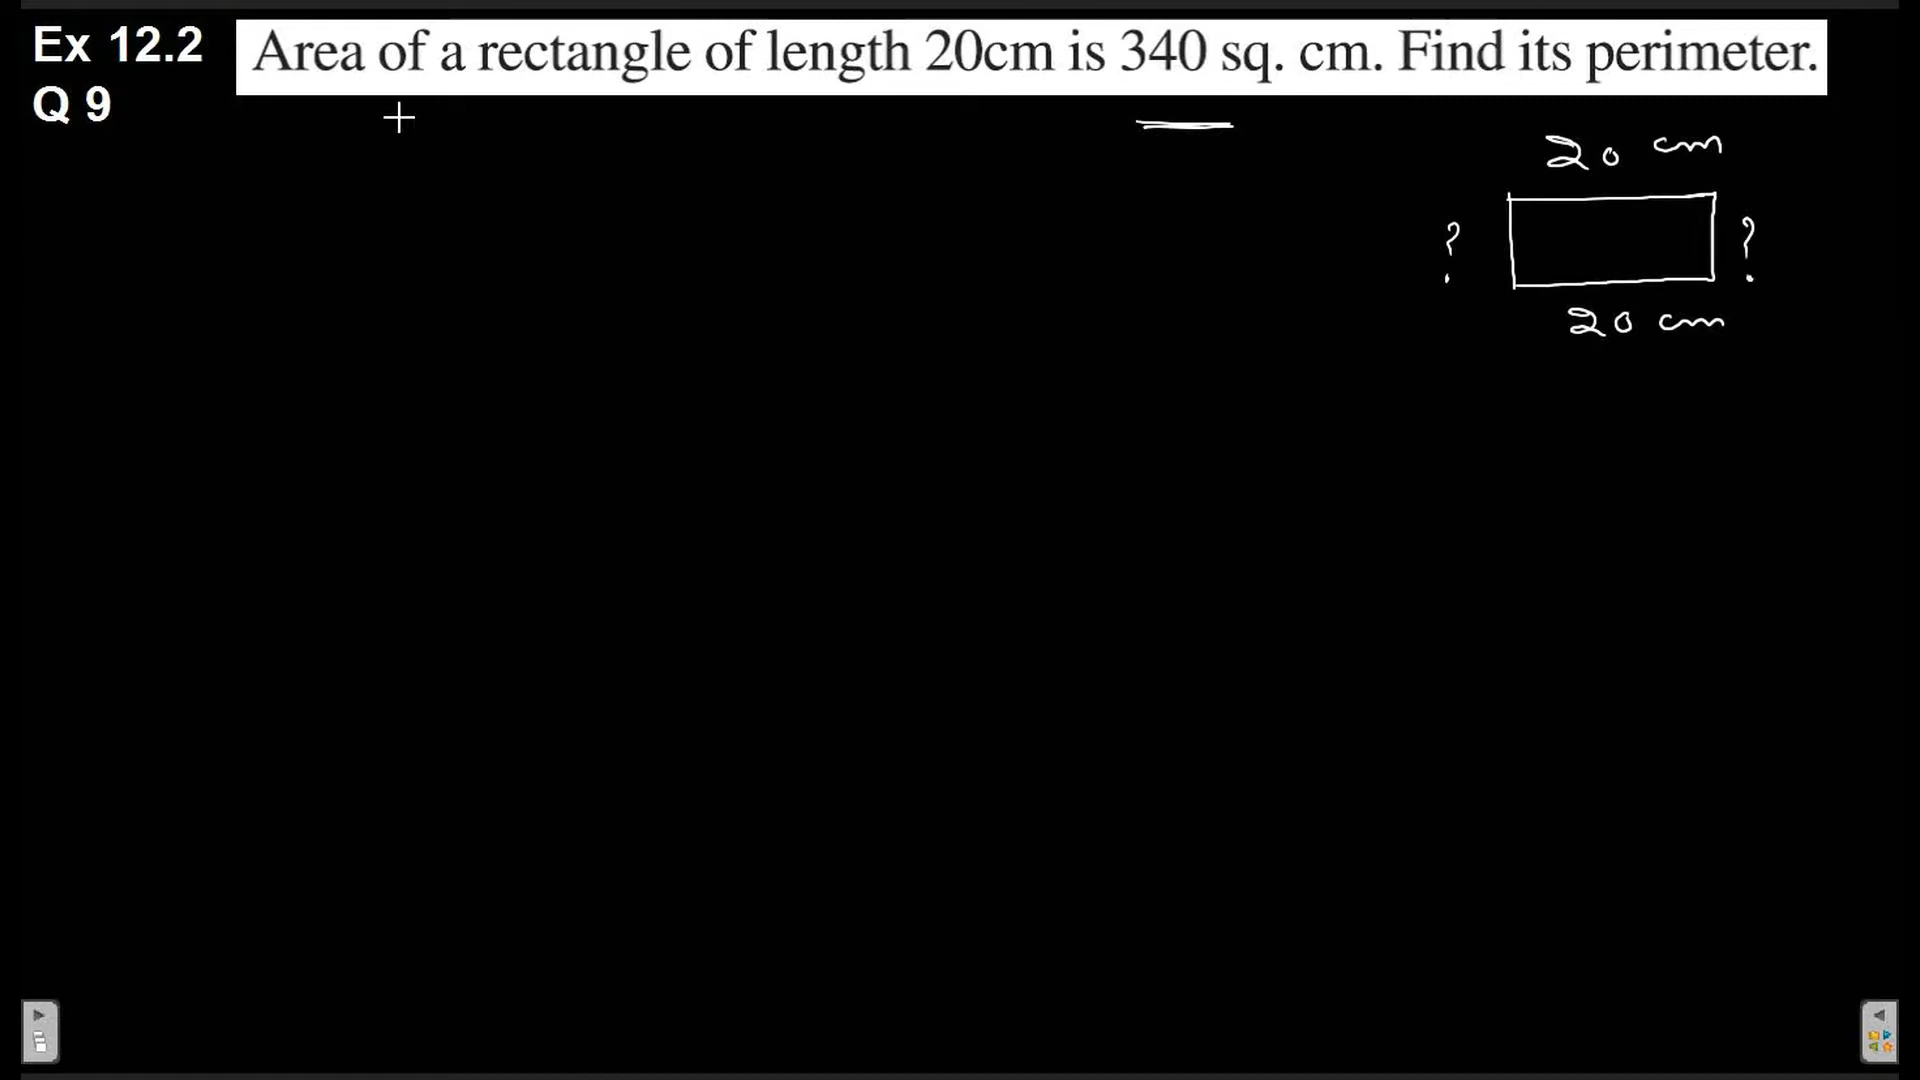 Ex 12.2
Area of a rectangle of length 20cm is 340 sq. cm. Find its perimeter.
Q 9
20 cm
? ?
20 cm